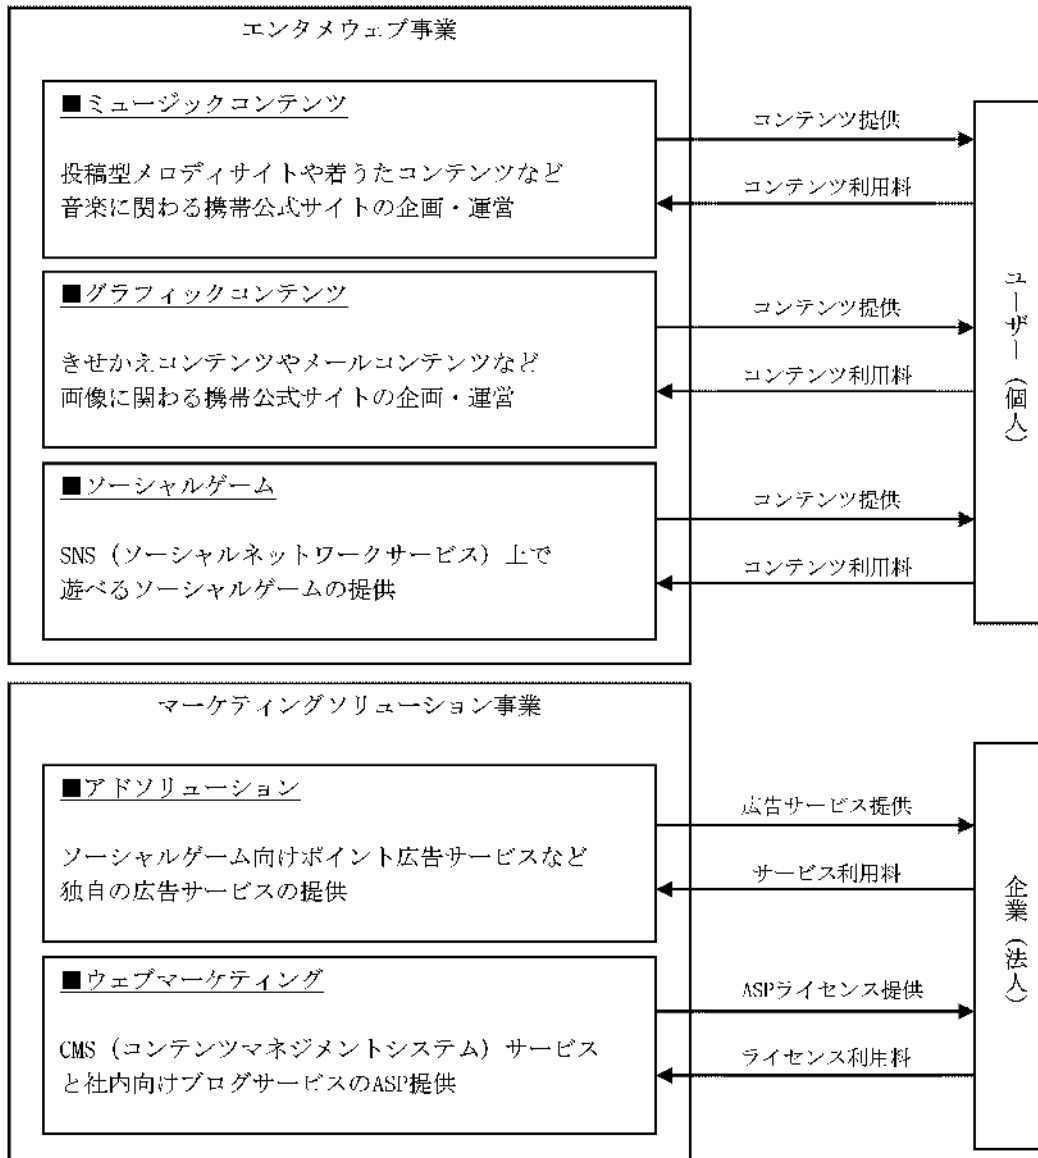 エンタメウェブ事業
■ミュージックコンテンツ
投稿型メロディサイトや着うたコンテンツなど
音楽に関わる携帯公式サイトの企画・運営
コンテンツ提供
コンテンツ利用料
■グラフィックコンテンツ
きせかえコンテンツやメールコンテンツなど
画像に関わる携帯公式サイトの企画・運営
コンテンツ提供
コンテンツ利用料
■ソーシャルゲーム
SNS（ソーシャルネットワークサービス）上で
遊べるソーシャルゲームの提供
コンテンツ提供
コンテンツ利用料
ユーザー（個人）
マーケティングソリューション事業
■アドソリューション
ソーシャルゲーム向けポイント広告サービスなど
独自の広告サービスの提供
広告サービス提供
サービス利用料
■ウェブマーケティング
CMS（コンテンツマネジメントシステム）サービス
と社内向けブログサービスのASP提供
ASPライセンス提供
ライセンス利用料
企業（法人）